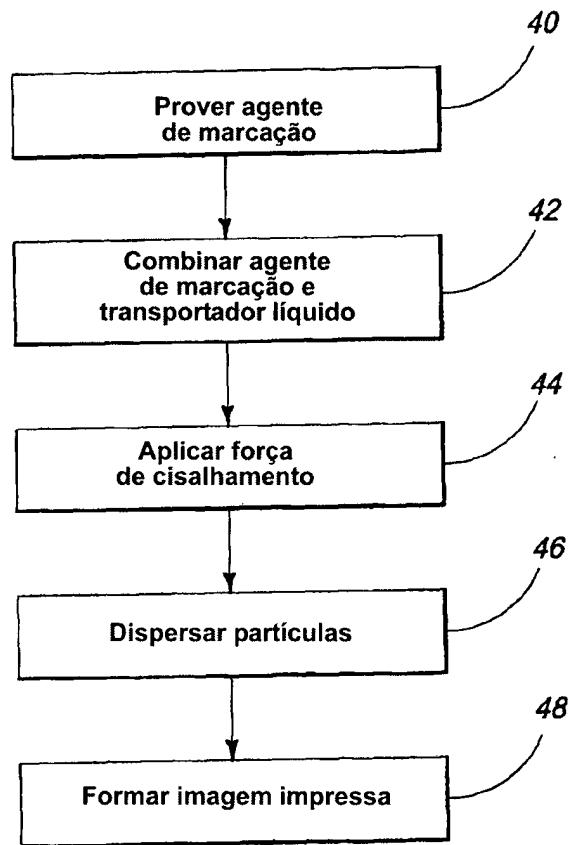 40
Prover agente
de marcação
42
Combinar agente
de marcação e
transportador líquido
44
Aplicar força
de cisalhamento
46
Dispersar partículas
48
Formar imagem impressa